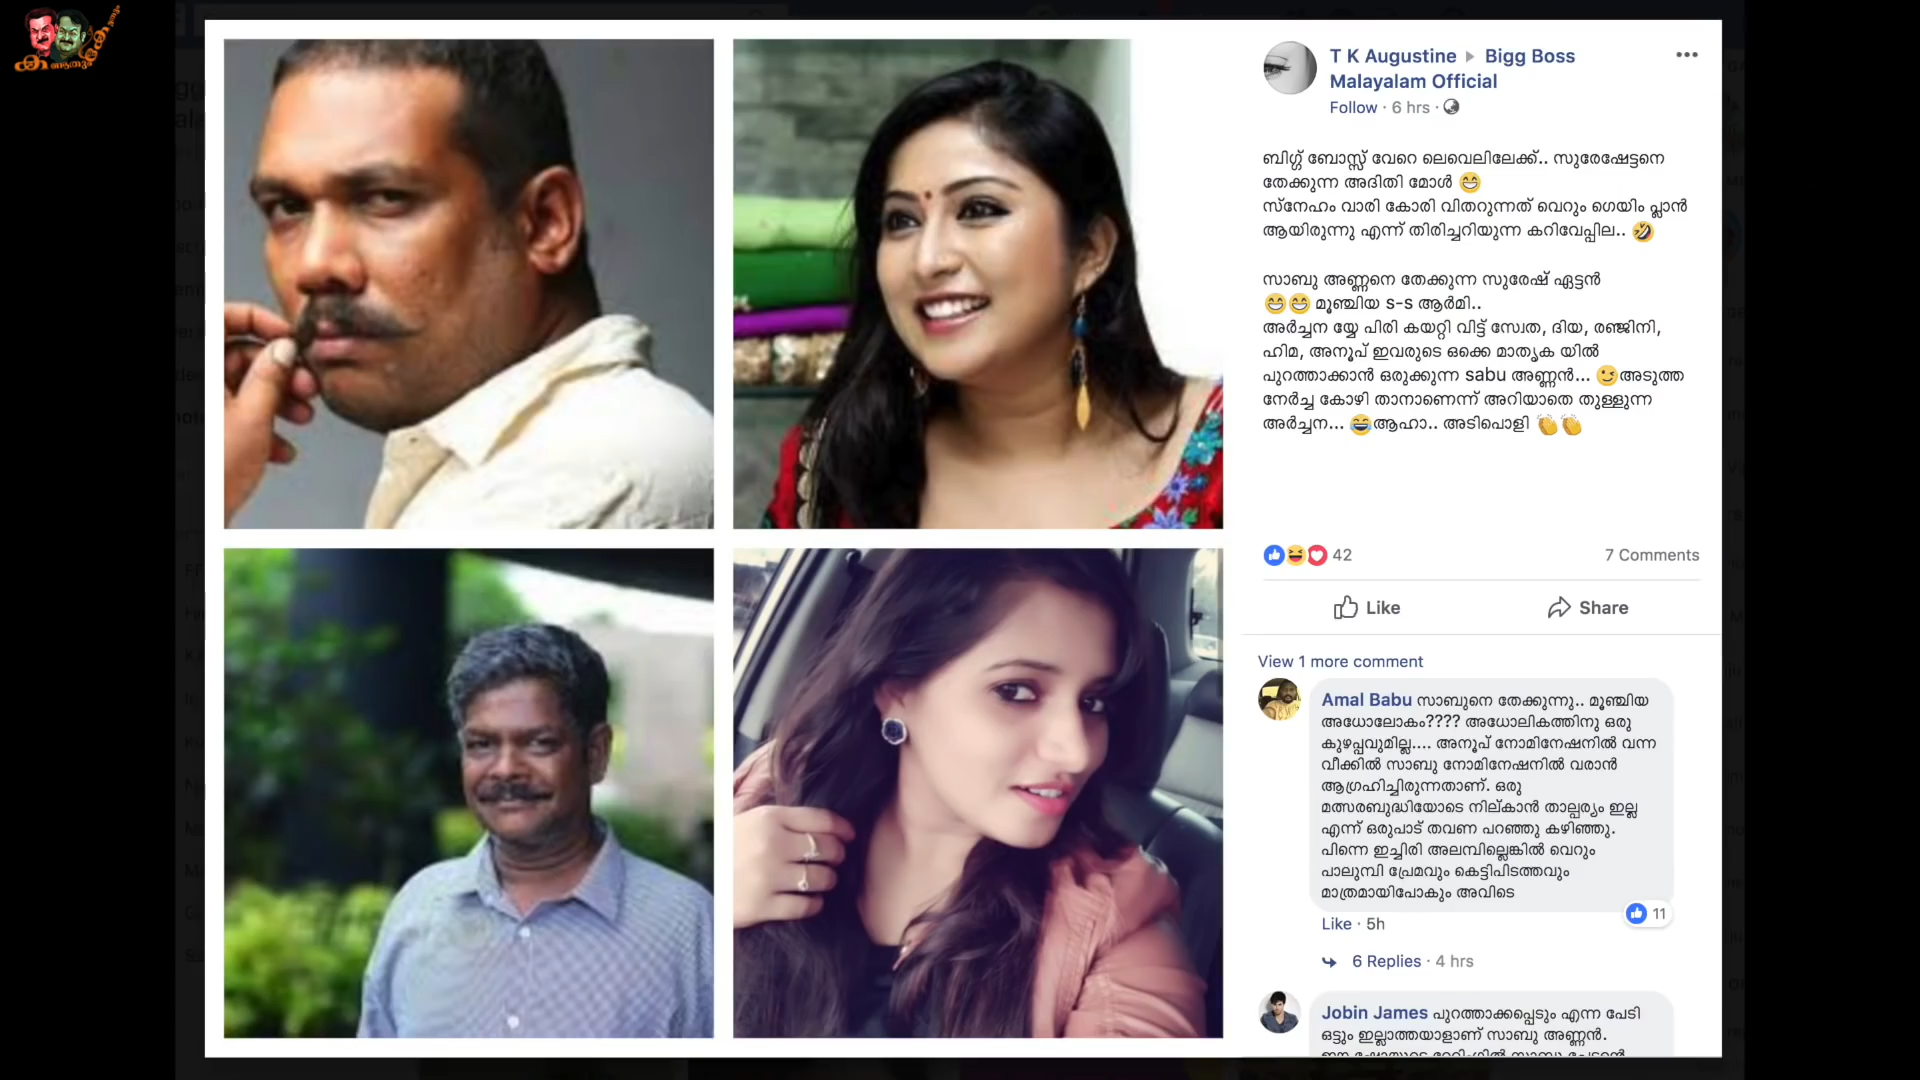 T K Augustine ▸ Bigg Boss
Malayalam Official
Follow · 6 hrs ·
ബിഗ്ഗ് ബോസ്സ് വേറെ ലെവെലിലേക്ക്.. സുരേഷേട്ടനെ
തേക്കുന്ന അദിതി മോൾ 😁
സ്നേഹം വാരി കോരി വിതറുന്നത് വെറും ഗെയിം പ്ലാൻ
ആയിരുന്നു എന്ന് തിരിച്ചറിയുന്ന കറിവേപ്പില.. 🤣
സാബു അണ്ണനെ തേക്കുന്ന സുരേഷ് ഏട്ടൻ
😁😁 മൂഞ്ചിയ s-s ആർമി..
അർച്ചന യ്യേ പിരി കയറ്റി വിട്ട് സ്വേത, ദിയ, രഞ്ജിനി,
ഹിമ, അനൂപ് ഇവരുടെ ഒക്കെ മാതൃക യിൽ
പുറത്താക്കാൻ ഒരുക്കുന്ന sabu അണ്ണൻ... 😉അടുത്ത
നേർച്ച കോഴി താനാണെന്ന് അറിയാതെ തുള്ളുന്ന
അർച്ചന... 😂ആഹാ.. അടിപൊളി 👏👏
42
7 Comments
Like
Share
View 1 more comment
Amal Babu സാബുനെ തേക്കുന്നു.. മൂഞ്ചിയ
അധോലോകം???? അധോലികത്തിനു ഒരു
കുഴപ്പവുമില്ല.... അനൂപ് നോമിനേഷനിൽ വന്ന
വീക്കിൽ സാബു നോമിനേഷനിൽ വരാൻ
ആഗ്രഹിച്ചിരുന്നതാണ്. ഒരു
മത്സരബുദ്ധിയോടെ നില്കാൻ താല്പര്യം ഇല്ല
എന്ന് ഒരുപാട് തവണ പറഞ്ഞു കഴിഞ്ഞു.
പിന്നെ ഇച്ചിരി അലമ്പില്ലെങ്കിൽ വെറും
പാലുമ്പി പ്രേമവും കെട്ടിപിടത്തവും
മാത്രമായിപോകും അവിടെ
11
Like · 5h
6 Replies · 4 hrs
Jobin James പുറത്താക്കപ്പെടും എന്ന പേടി
ഒട്ടും ഇല്ലാത്തയാളാണ് സാബു അണ്ണൻ.